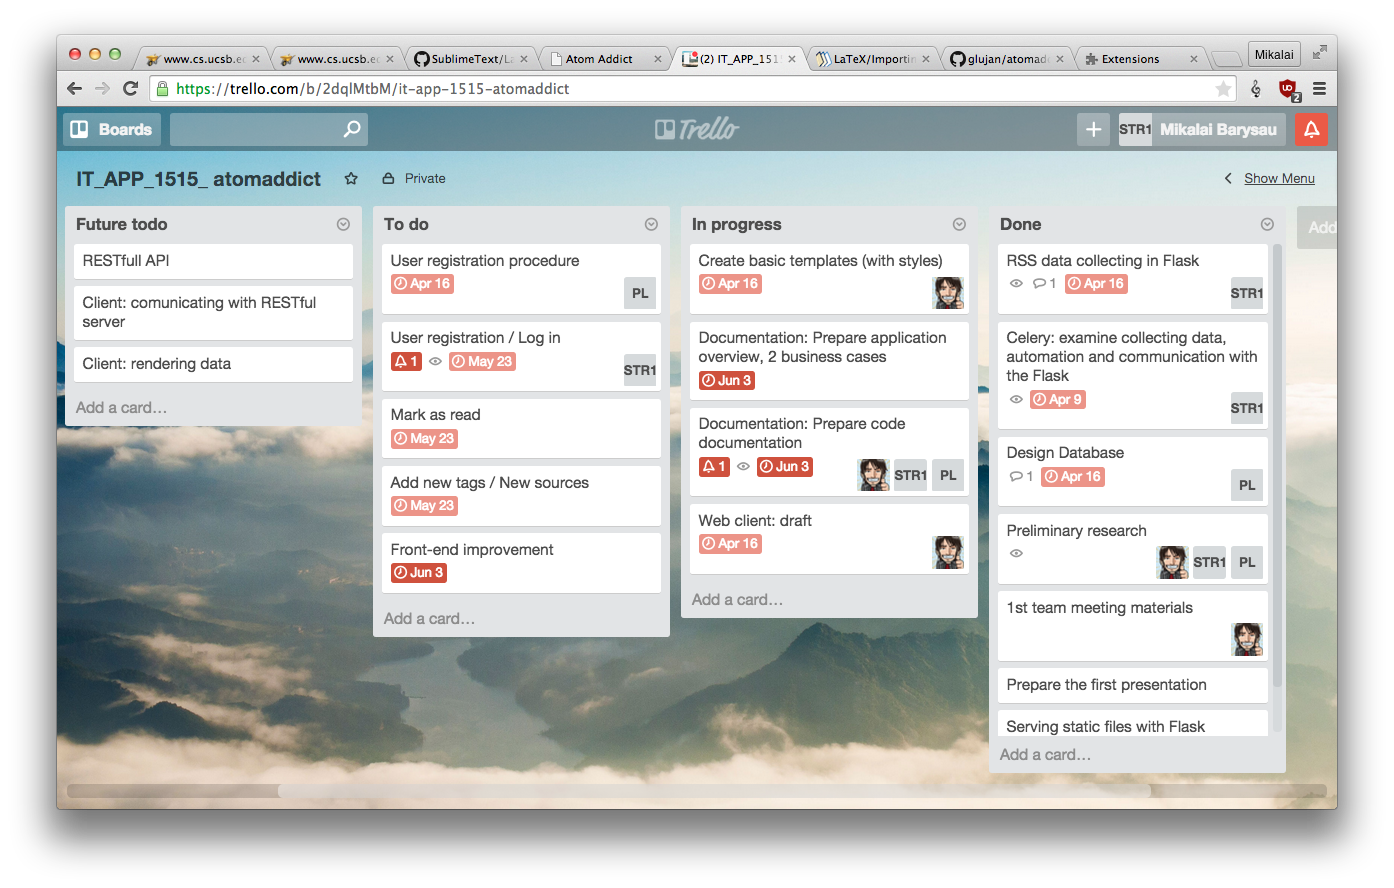 www.cs.ucsb.ec
www.cs.ucsb.ec
SublimeText/La
Atom Addict
(2) IT_APP_151
LaTeX/Importin
glujan/atomad
Extensions
Mikalai
https://trello.com/b/2dqlMtbM/it-app-1515-atomaddict
2
Boards
Trello
STR1 Mikalai Barysau
IT_APP_1515_ atomaddict
Private
Show Menu
Future todo
RESTfull API
Client: comunicating with RESTful
server
Client: rendering data
Add a card…
To do
User registration procedure
Apr 16
PL
User registration / Log in
1 May 23
STR1
Mark as read
May 23
Add new tags / New sources
May 23
Front-end improvement
Jun 3
Add a card…
In progress
Create basic templates (with styles)
Apr 16
Documentation: Prepare application
overview, 2 business cases
Jun 3
Documentation: Prepare code
documentation
1 Jun 3
STR1 PL
Web client: draft
Apr 16
Add a card…
Done
RSS data collecting in Flask
1 Apr 16
STR1
Celery: examine collecting data,
automation and communication with
the Flask
Apr 9
STR1
Design Database
1 Apr 16
PL
Preliminary research
STR1 PL
1st team meeting materials
Prepare the first presentation
Serving static files with Flask
Add a card…
Add